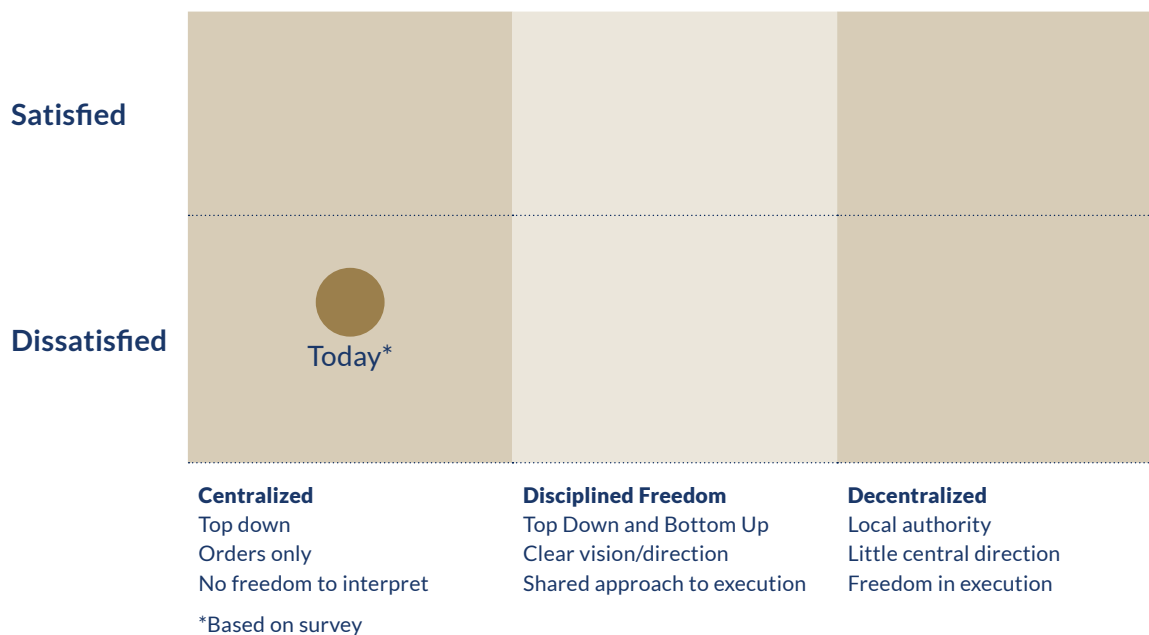 Satisfied
Dissatisfied
Today*
Centralized
Top down
Orders only
No freedom to interpret
Disciplined Freedom
Top Down and Bottom Up
Clear vision/direction
Shared approach to execution
Decentralized
Local authority
Little central direction
Freedom in execution
*Based on survey